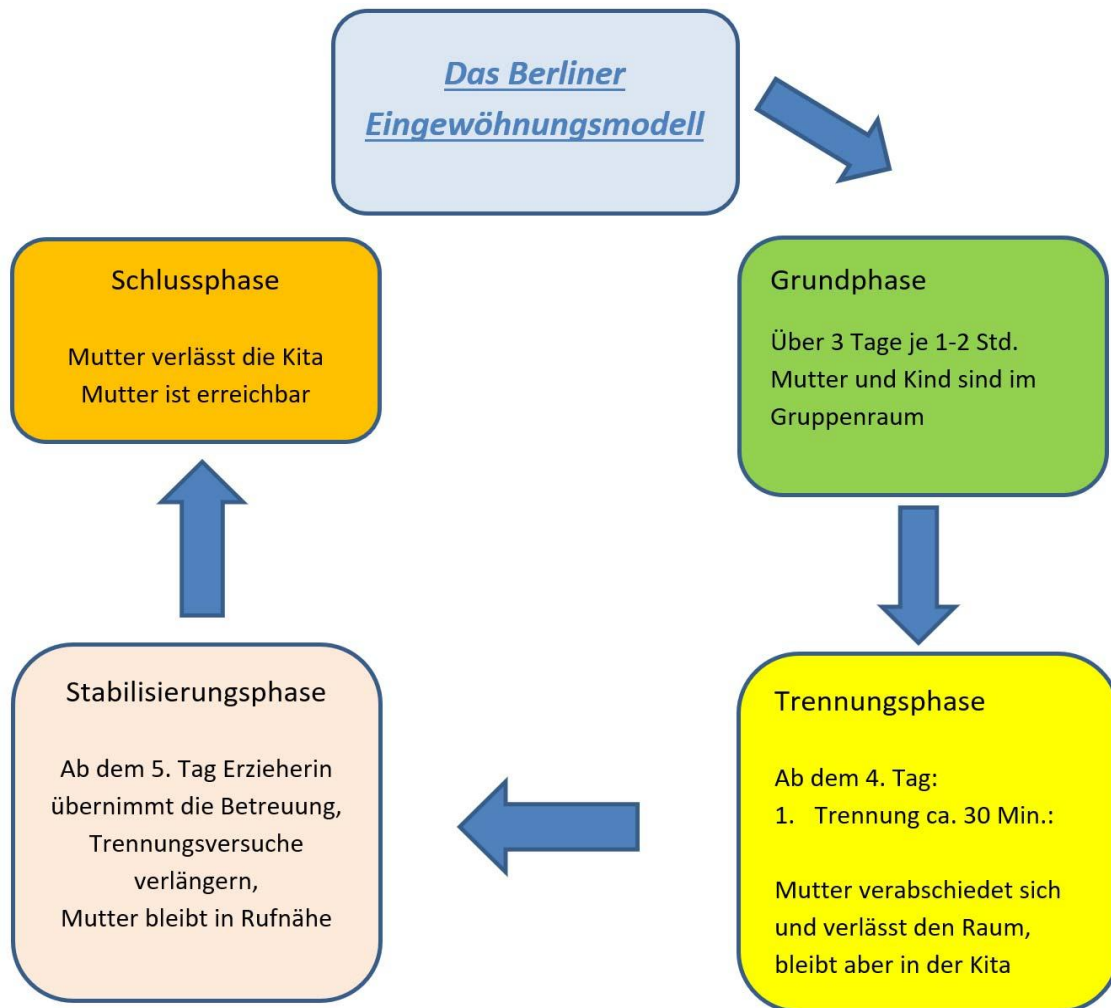 Das Berliner
Eingewöhnungsmodell
Grundphase
Über 3 Tage je 1-2 Std.
Mutter und Kind sind im
Gruppenraum
Trennungsphase
Ab dem 4. Tag:
1. Trennung ca. 30 Min.:
Mutter verabschiedet sich
und verlässt den Raum,
bleibt aber in der Kita
Stabilisierungsphase
Ab dem 5. Tag Erzieherin
übernimmt die Betreuung,
Trennungsversuche
verlängern,
Mutter bleibt in Rufnähe
Schlussphase
Mutter verlässt die Kita
Mutter ist erreichbar